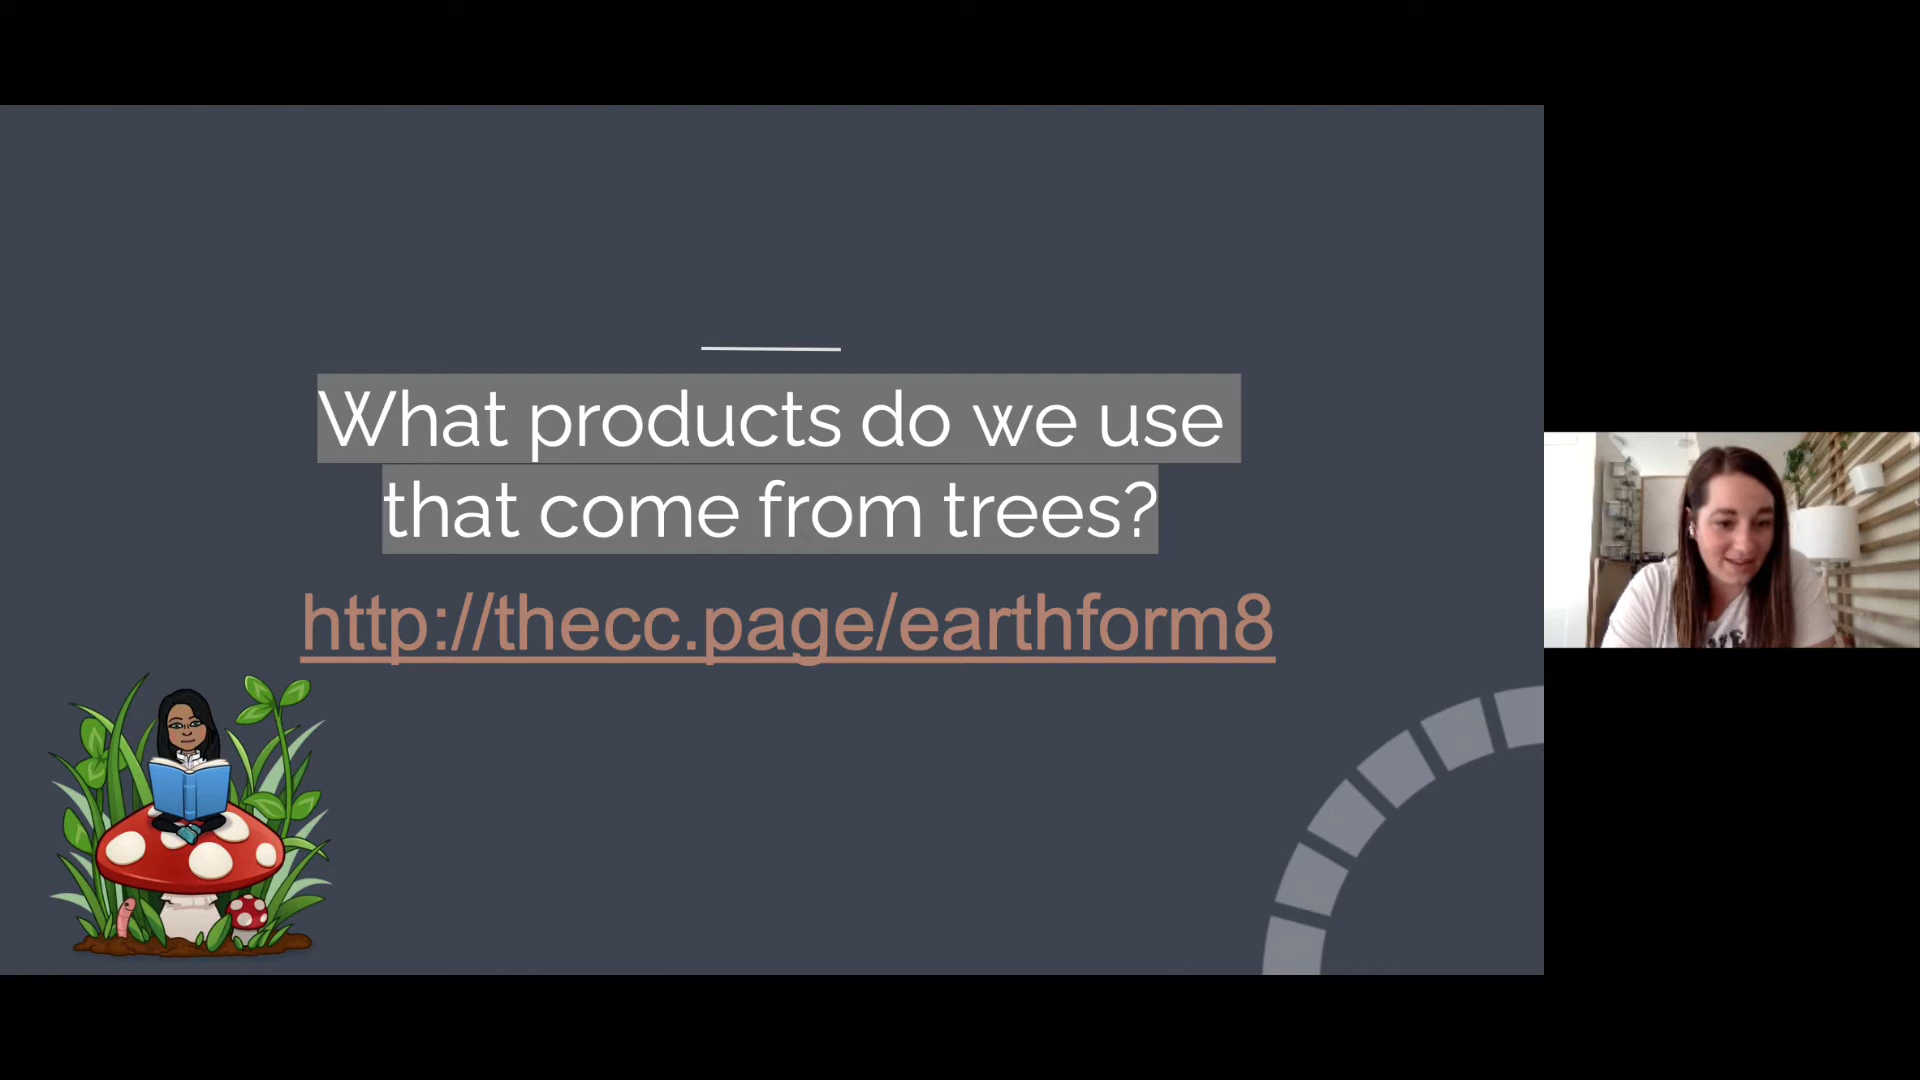 What products do we use
that come from trees?
http://thecc.page/earthform8